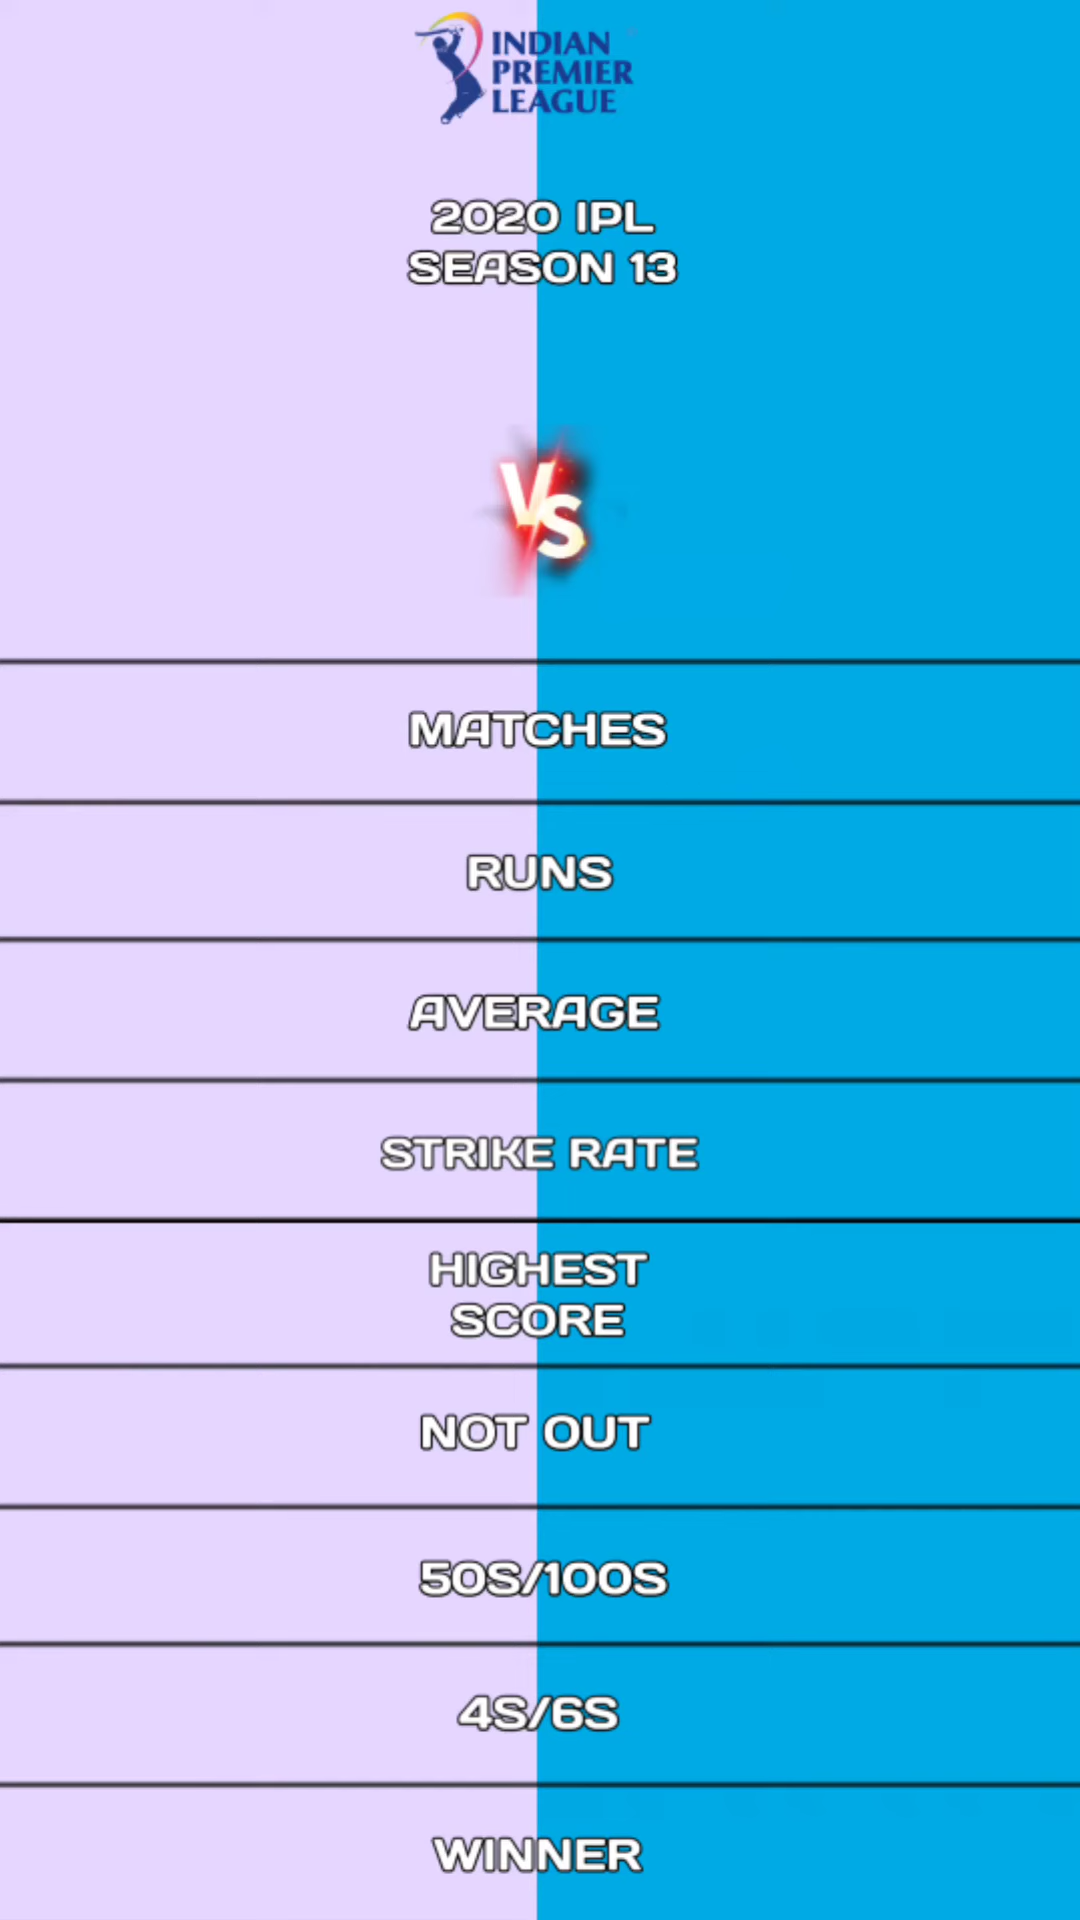 INDIAN
PREMIER
LEAGUE
2020 IPL
SEASON 13
VS
MATCHES
RUNS
AVERAGE
STRIKE RATE
HIGHEST
SCORE
NOT OUT
50S/100S
4S/6S
WINNER